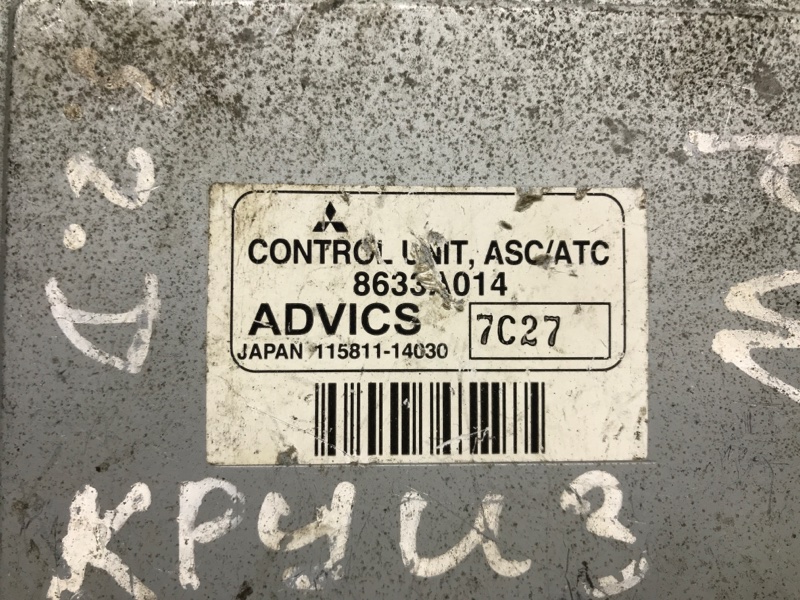 CONTROL UNIT, ASC/ATC
8633A014
ADVICS
7C27
JAPAN 115811-14030
КРУИЗ